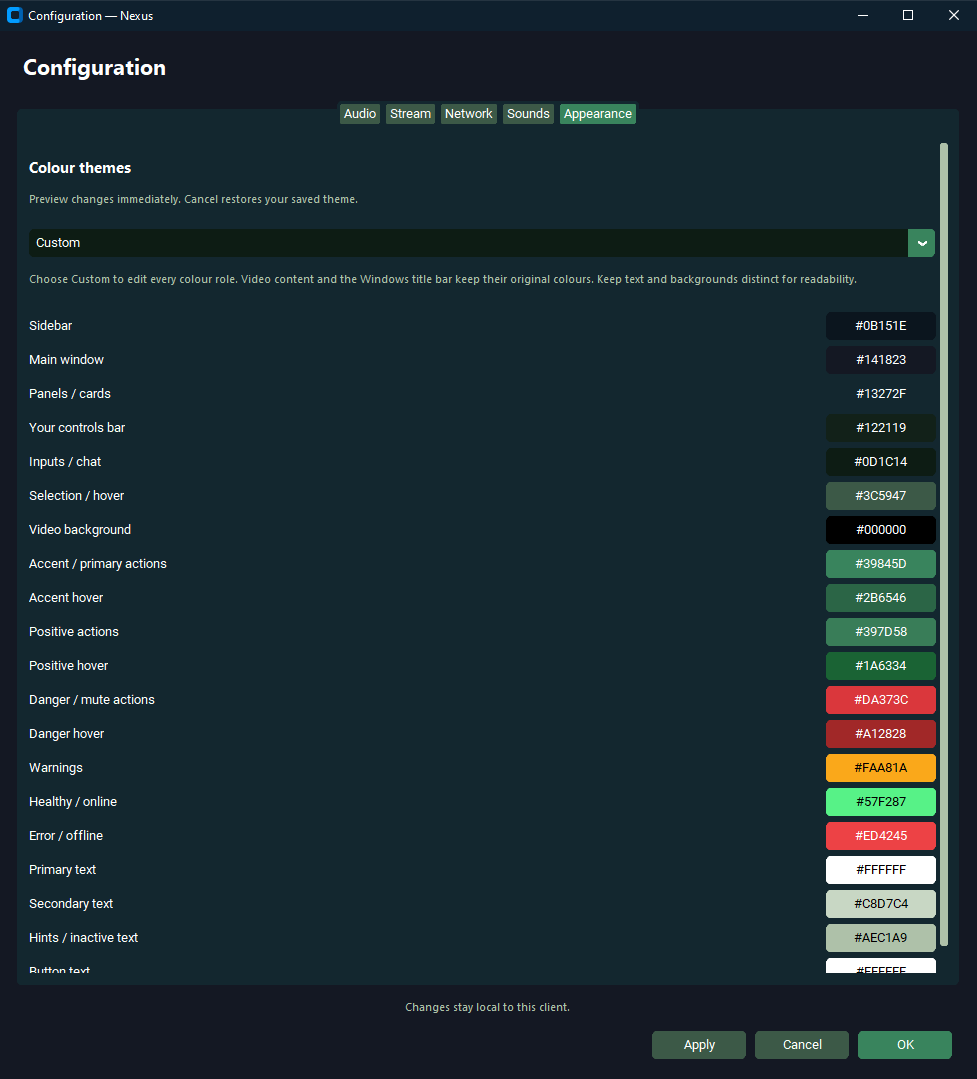 Configuration — Nexus
Configuration
Audio Stream Network Sounds Appearance
Colour themes
Preview changes immediately. Cancel restores your saved theme.
Custom
Choose Custom to edit every colour role. Video content and the Windows title bar keep their original colours. Keep text and backgrounds distinct for readability.
Sidebar #0B151E
Main window #141823
Panels / cards #13272F
Your controls bar #122119
Inputs / chat #0D1C14
Selection / hover #3C5947
Video background #000000
Accent / primary actions #39845D
Accent hover #2B6546
Positive actions #397D58
Positive hover #1A6334
Danger / mute actions #DA373C
Danger hover #A12828
Warnings #FAA81A
Healthy / online #57F287
Error / offline #ED4245
Primary text #FFFFFF
Secondary text #C8D7C4
Hints / inactive text #AEC1A9
Button text #FFFFFF
Changes stay local to this client.
Apply Cancel OK